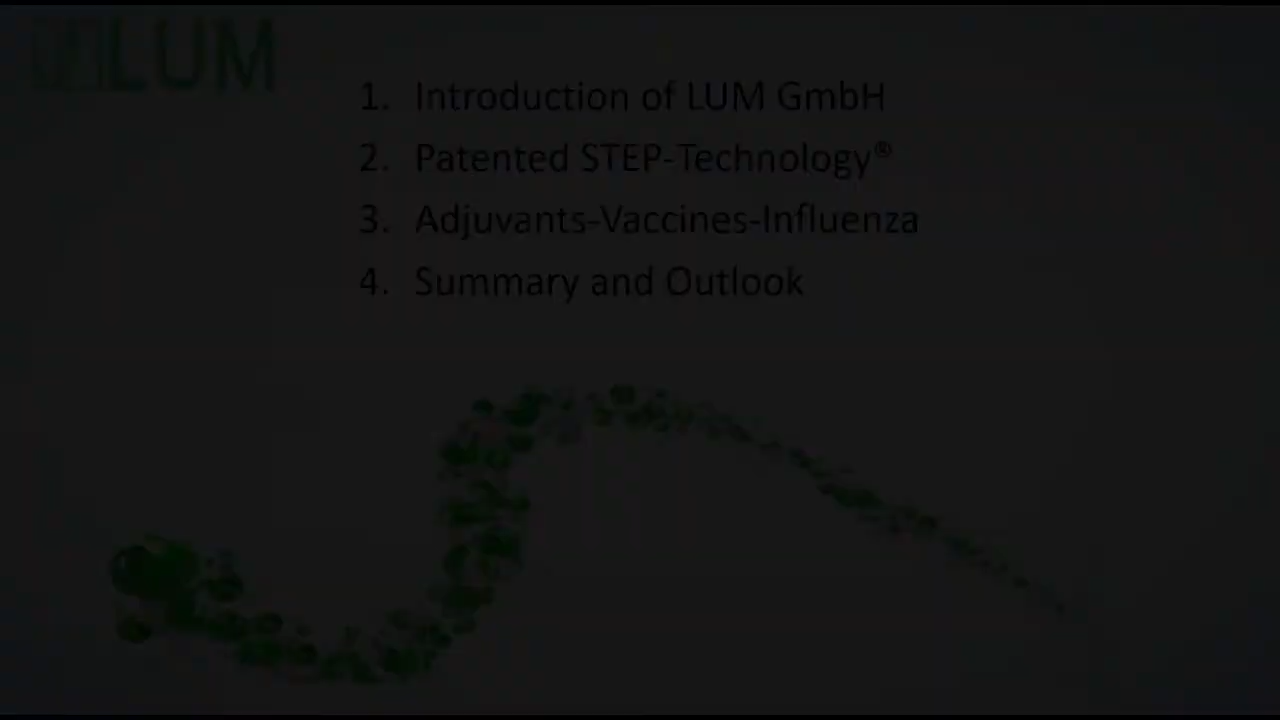 LUM
1. Introduction of LUM GmbH
2. Patented STEP-Technology®
3. Adjuvants-Vaccines-Influenza
4. Summary and Outlook